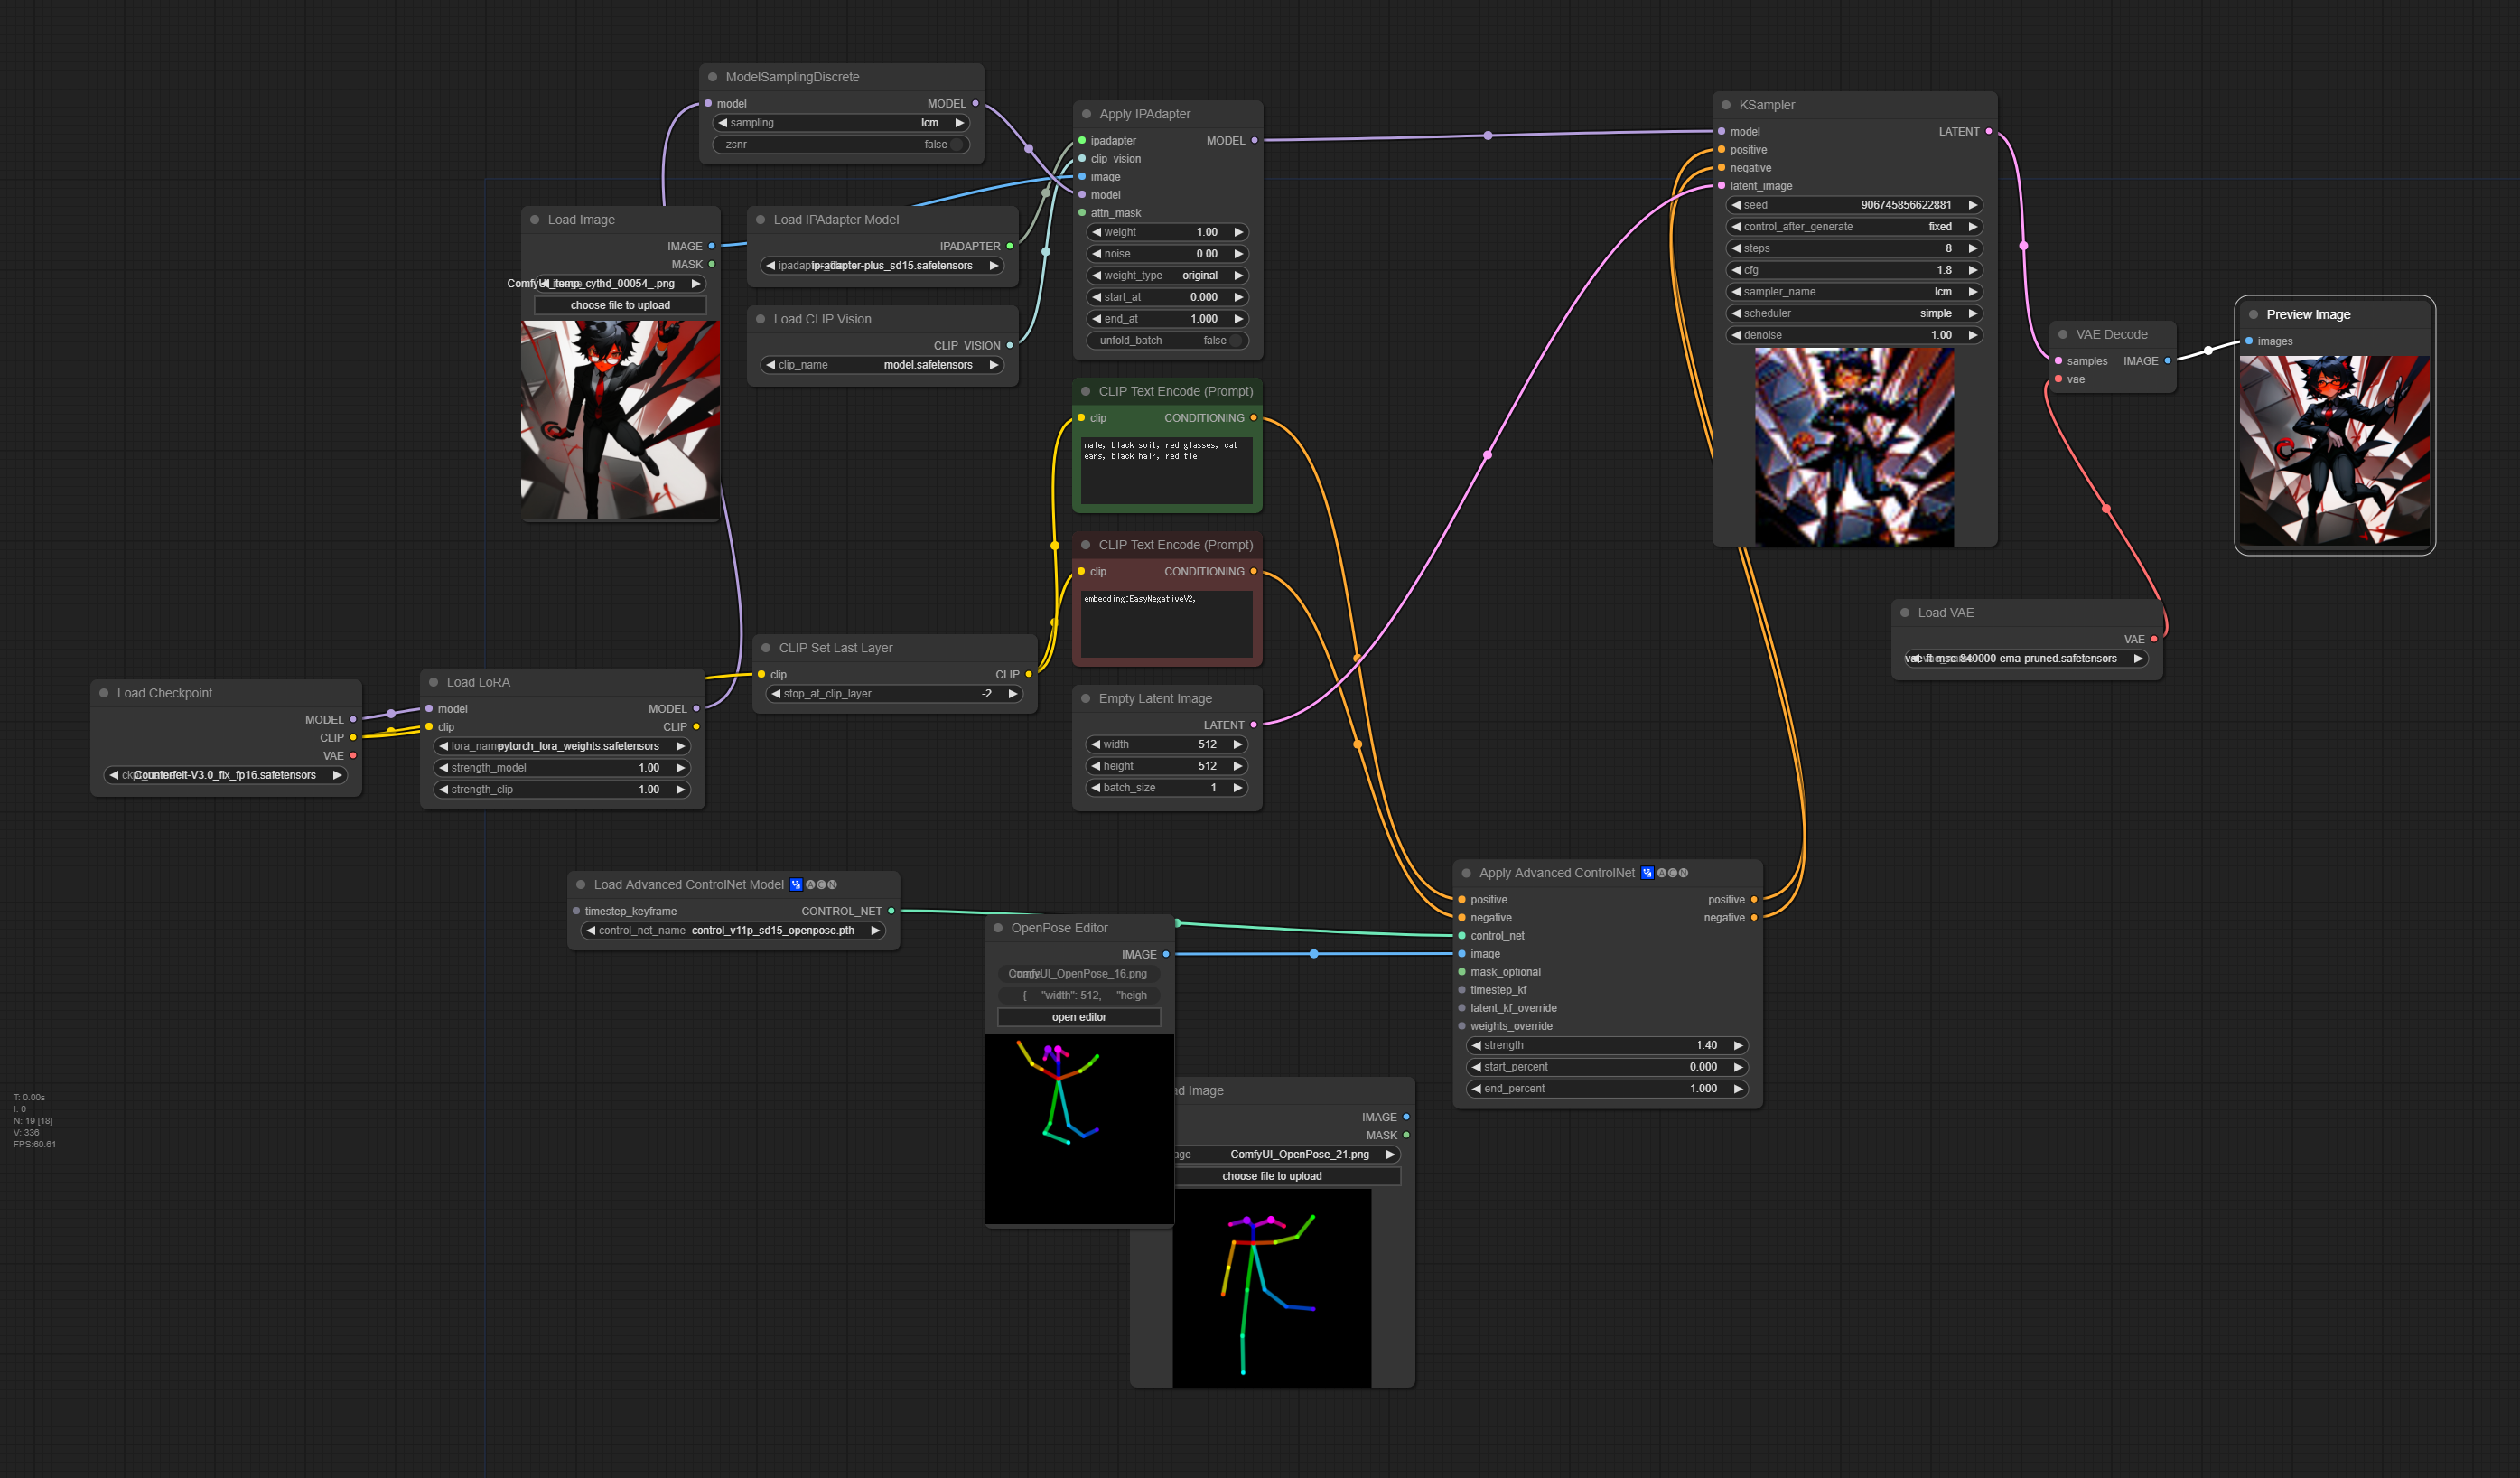 ModelSamplingDiscrete
model MODEL
sampling lcm
zsnr false
Load Image
IMAGE
MASK
ComfyUI_temp_cythd_00054_.png
choose file to upload
Load IPAdapter Model
IPADAPTER
ip-adapter-plus_sd15.safetensors
Load CLIP Vision
CLIP_VISION
clip_name model.safetensors
Apply IPAdapter
ipadapter MODEL
clip_vision
image
model
attn_mask
weight 1.00
noise 0.00
weight_type original
start_at 0.000
end_at 1.000
unfold_batch false
CLIP Text Encode (Prompt)
clip CONDITIONING
male, black suit, red glasses, cat
ears, black hair, red tie
CLIP Text Encode (Prompt)
clip CONDITIONING
embedding:EasyNegativeV2,
Empty Latent Image
LATENT
width 512
height 512
batch_size 1
CLIP Set Last Layer
clip CLIP
stop_at_clip_layer -2
Load Checkpoint
MODEL
CLIP
VAE
Counterfeit-V3.0_fix_fp16.safetensors
Load LoRA
model MODEL
clip CLIP
lora_name pytorch_lora_weights.safetensors
strength_model 1.00
strength_clip 1.00
KSampler
model LATENT
positive
negative
latent_image
seed 906745856622881
control_after_generate fixed
steps 8
cfg 1.8
sampler_name lcm
scheduler simple
denoise 1.00
VAE Decode
samples IMAGE
vae
Preview Image
images
Load VAE
VAE
vae-ft-mse-840000-ema-pruned.safetensors
Load Advanced ControlNet Model 🛂🅐🅒🅝
timestep_keyframe CONTROL_NET
control_net_name control_v11p_sd15_openpose.pth
OpenPose Editor
IMAGE
ComfyUI_OpenPose_16.png
{ "width": 512, "heigh
open editor
Apply Advanced ControlNet 🛂🅐🅒🅝
positive positive
negative negative
control_net
image
mask_optional
timestep_kf
latent_kf_override
weights_override
strength 1.40
start_percent 0.000
end_percent 1.000
ad Image
IMAGE
MASK
age ComfyUI_OpenPose_21.png
choose file to upload
T: 0.00s
I: 0
N: 19 [18]
V: 336
FPS:60.61